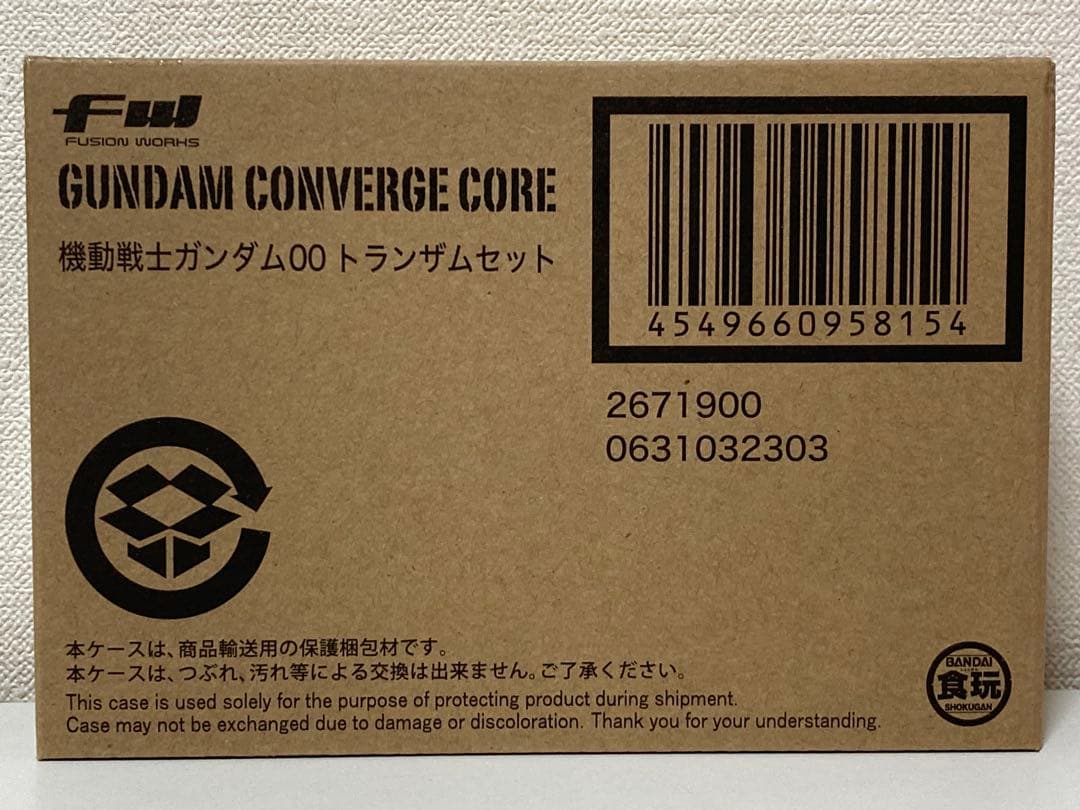 FW
FUSION WORKS
GUNDAM CONVERGE CORE
機動戦士ガンダム00 トランザムセット
4549660958154
2671900
0631032303
本ケースは、商品輸送用の保護梱包材です。
本ケースは、つぶれ、汚れ等による交換は出来ません。ご了承ください。
This case is used solely for the purpose of protecting product during shipment.
Case may not be exchanged due to damage or discoloration. Thank you for your understanding.
BANDAI
食玩
SHOKUGAN